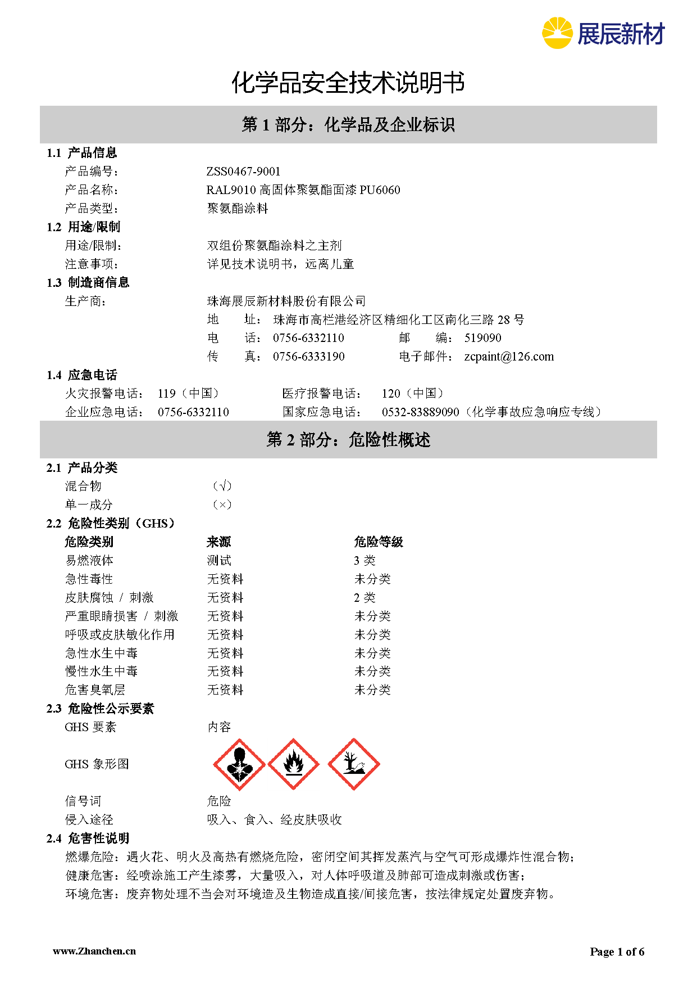 展辰新材
化学品安全技术说明书
第 1 部分：化学品及企业标识
1.1 产品信息
产品编号： ZSS0467-9001
产品名称： RAL9010 高固体聚氨酯面漆 PU6060
产品类型： 聚氨酯涂料
1.2 用途/限制
用途/限制： 双组份聚氨酯涂料之主剂
注意事项： 详见技术说明书，远离儿童
1.3 制造商信息
生产商： 珠海展辰新材料股份有限公司
地 址： 珠海市高栏港经济区精细化工区南化三路 28 号
电 话： 0756-6332110 邮 编： 519090
传 真： 0756-6333190 电子邮件： zcpaint@126.com
1.4 应急电话
火灾报警电话： 119（中国） 医疗报警电话： 120（中国）
企业应急电话： 0756-6332110 国家应急电话： 0532-83889090（化学事故应急响应专线）
第 2 部分：危险性概述
2.1 产品分类
混合物 （√）
单一成分 （×）
2.2 危险性类别（GHS）
危险类别 来源 危险等级
易燃液体 测试 3 类
急性毒性 无资料 未分类
皮肤腐蚀 / 刺激 无资料 2 类
严重眼睛损害 / 刺激 无资料 未分类
呼吸或皮肤敏化作用 无资料 未分类
急性水生中毒 无资料 未分类
慢性水生中毒 无资料 未分类
危害臭氧层 无资料 未分类
2.3 危险性公示要素
GHS 要素 内容
GHS 象形图
信号词 危险
侵入途径 吸入、食入、经皮肤吸收
2.4 危害性说明
燃爆危险：遇火花、明火及高热有燃烧危险，密闭空间其挥发蒸汽与空气可形成爆炸性混合物；
健康危害：经喷涂施工产生漆雾，大量吸入，对人体呼吸道及肺部可造成刺激或伤害；
环境危害：废弃物处理不当会对环境造及生物造成直接/间接危害，按法律规定处置废弃物。
www.Zhanchen.cn Page 1 of 6